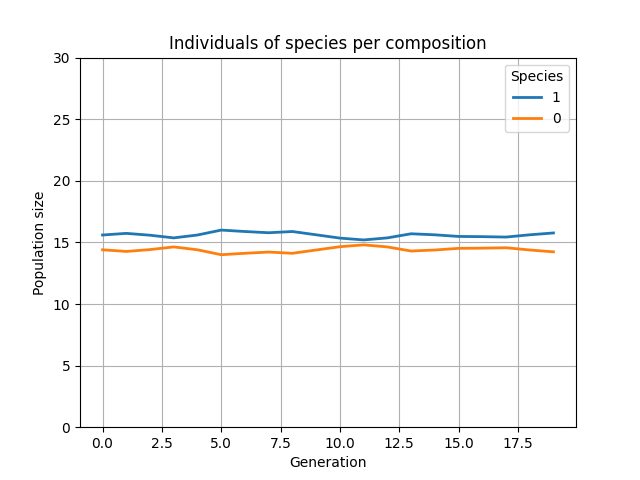 Individuals of species per composition
Species
1
0
Population size
30
25
20
15
10
5
0
0.0 2.5 5.0 7.5 10.0 12.5 15.0 17.5
Generation